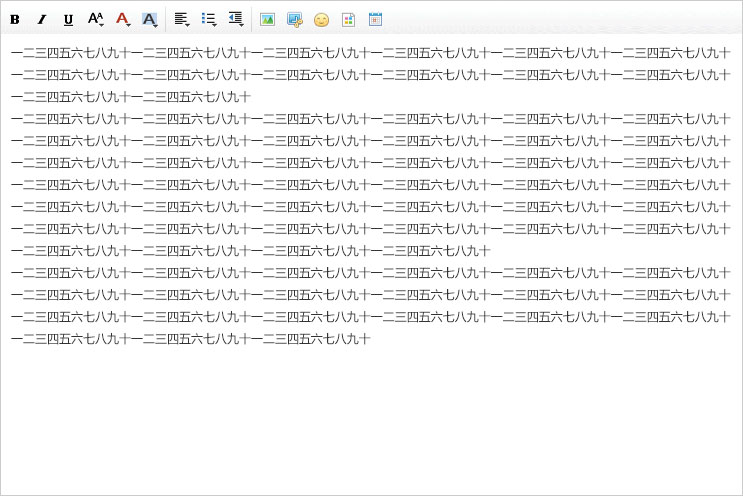 B I U A A A A
一二三四五六七八九十一二三四五六七八九十一二三四五六七八九十一二三四五六七八九十一二三四五六七八九十一二三四五六七八九十
一二三四五六七八九十一二三四五六七八九十一二三四五六七八九十一二三四五六七八九十一二三四五六七八九十一二三四五六七八九十
一二三四五六七八九十一二三四五六七八九十
一二三四五六七八九十一二三四五六七八九十一二三四五六七八九十一二三四五六七八九十一二三四五六七八九十一二三四五六七八九十
一二三四五六七八九十一二三四五六七八九十一二三四五六七八九十一二三四五六七八九十一二三四五六七八九十一二三四五六七八九十
一二三四五六七八九十一二三四五六七八九十一二三四五六七八九十一二三四五六七八九十一二三四五六七八九十一二三四五六七八九十
一二三四五六七八九十一二三四五六七八九十一二三四五六七八九十一二三四五六七八九十一二三四五六七八九十一二三四五六七八九十
一二三四五六七八九十一二三四五六七八九十一二三四五六七八九十一二三四五六七八九十一二三四五六七八九十一二三四五六七八九十
一二三四五六七八九十一二三四五六七八九十一二三四五六七八九十一二三四五六七八九十一二三四五六七八九十一二三四五六七八九十
一二三四五六七八九十一二三四五六七八九十一二三四五六七八九十一二三四五六七八九十
一二三四五六七八九十一二三四五六七八九十一二三四五六七八九十一二三四五六七八九十一二三四五六七八九十一二三四五六七八九十
一二三四五六七八九十一二三四五六七八九十一二三四五六七八九十一二三四五六七八九十一二三四五六七八九十一二三四五六七八九十
一二三四五六七八九十一二三四五六七八九十一二三四五六七八九十一二三四五六七八九十一二三四五六七八九十一二三四五六七八九十
一二三四五六七八九十一二三四五六七八九十一二三四五六七八九十